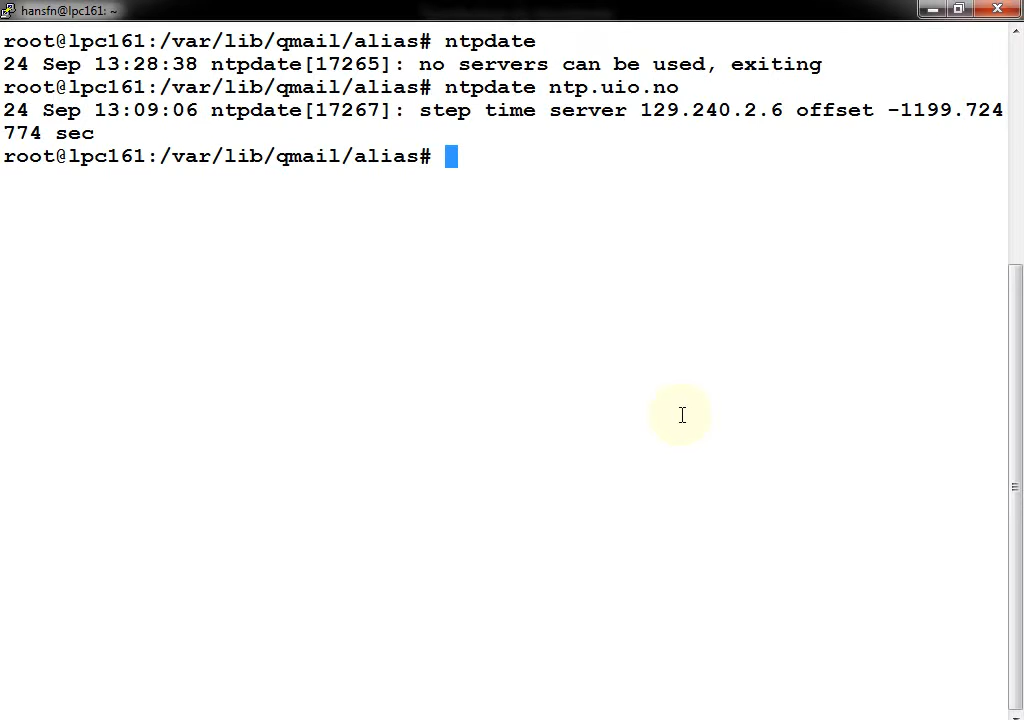 hansfn@lpc161: ~
root@lpc161:/var/lib/qmail/alias# ntpdate
24 Sep 13:28:38 ntpdate[17265]: no servers can be used, exiting
root@lpc161:/var/lib/qmail/alias# ntpdate ntp.uio.no
24 Sep 13:09:06 ntpdate[17267]: step time server 129.240.2.6 offset -1199.724
774 sec
root@lpc161:/var/lib/qmail/alias#